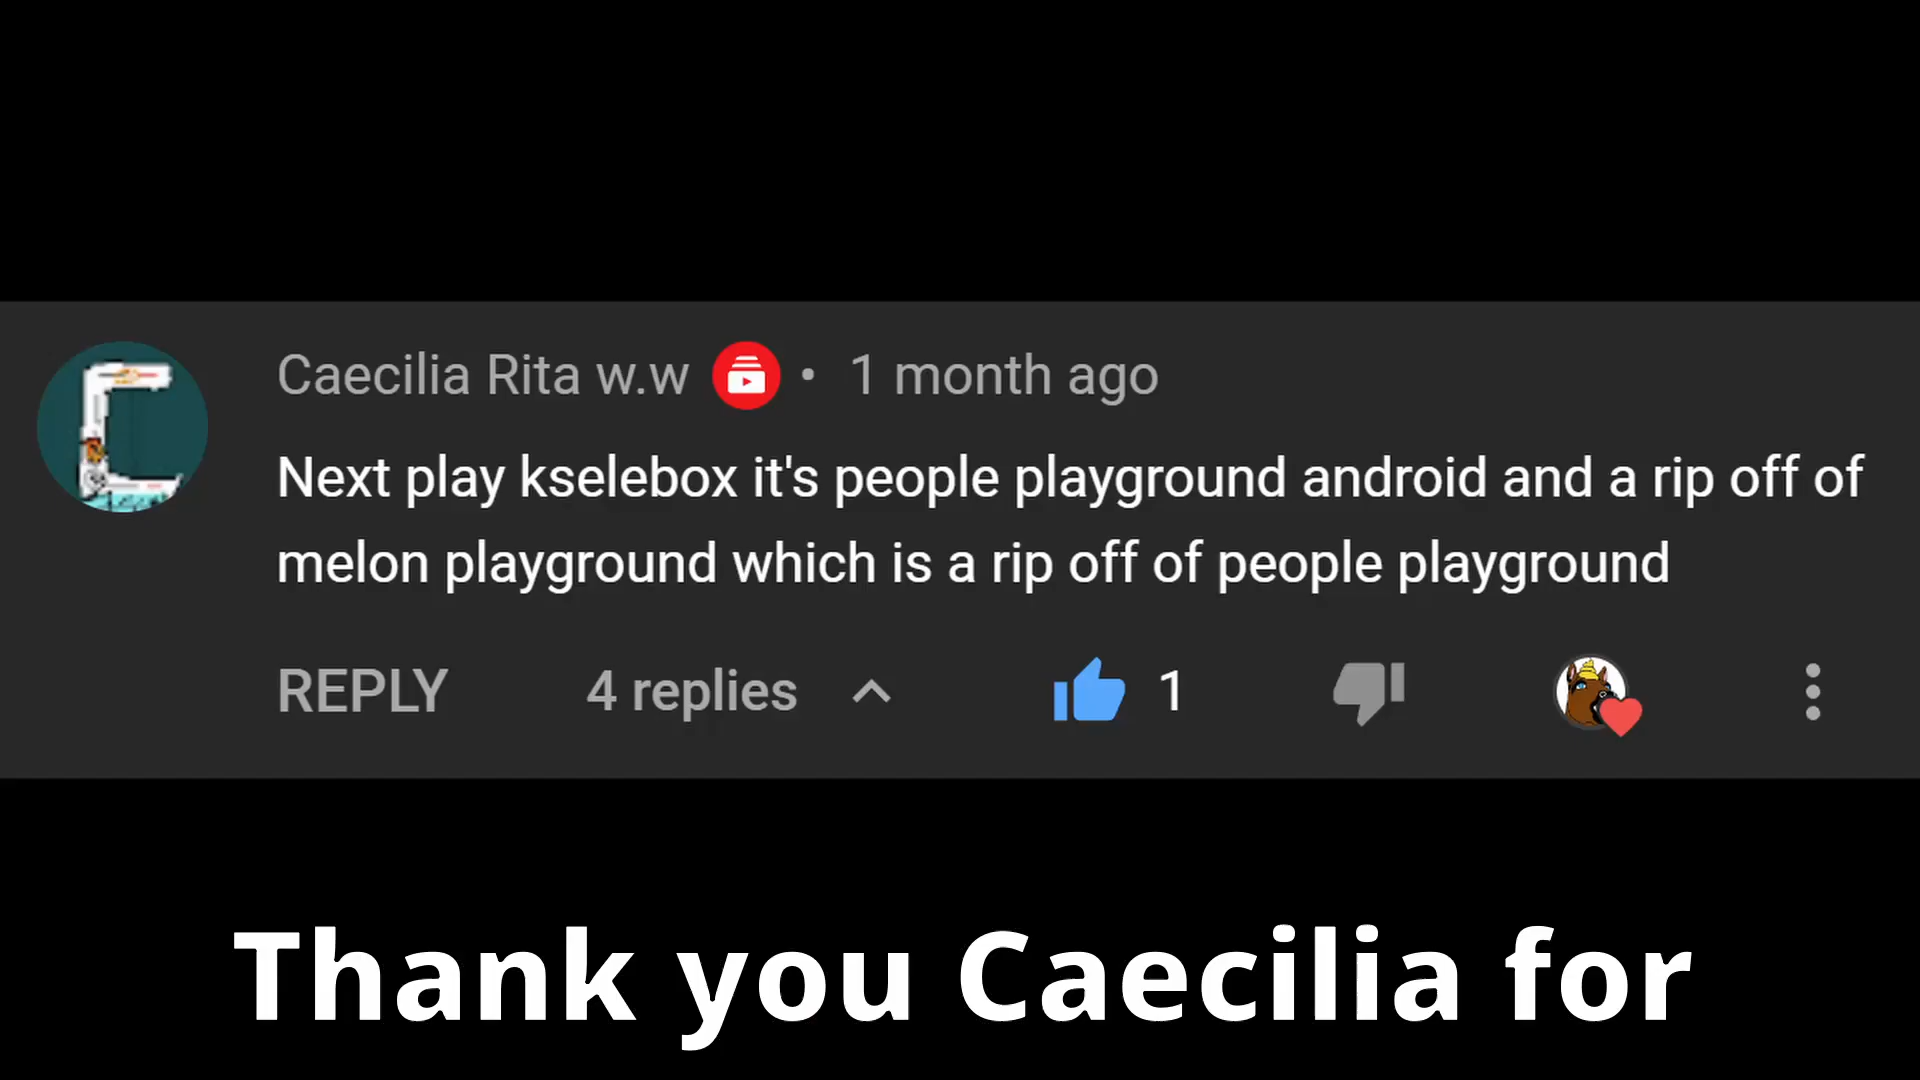 Caecilia Rita w.w • 1 month ago
Next play kselebox it's people playground android and a rip off of
melon playground which is a rip off of people playground
REPLY 4 replies 1
Thank you Caecilia for